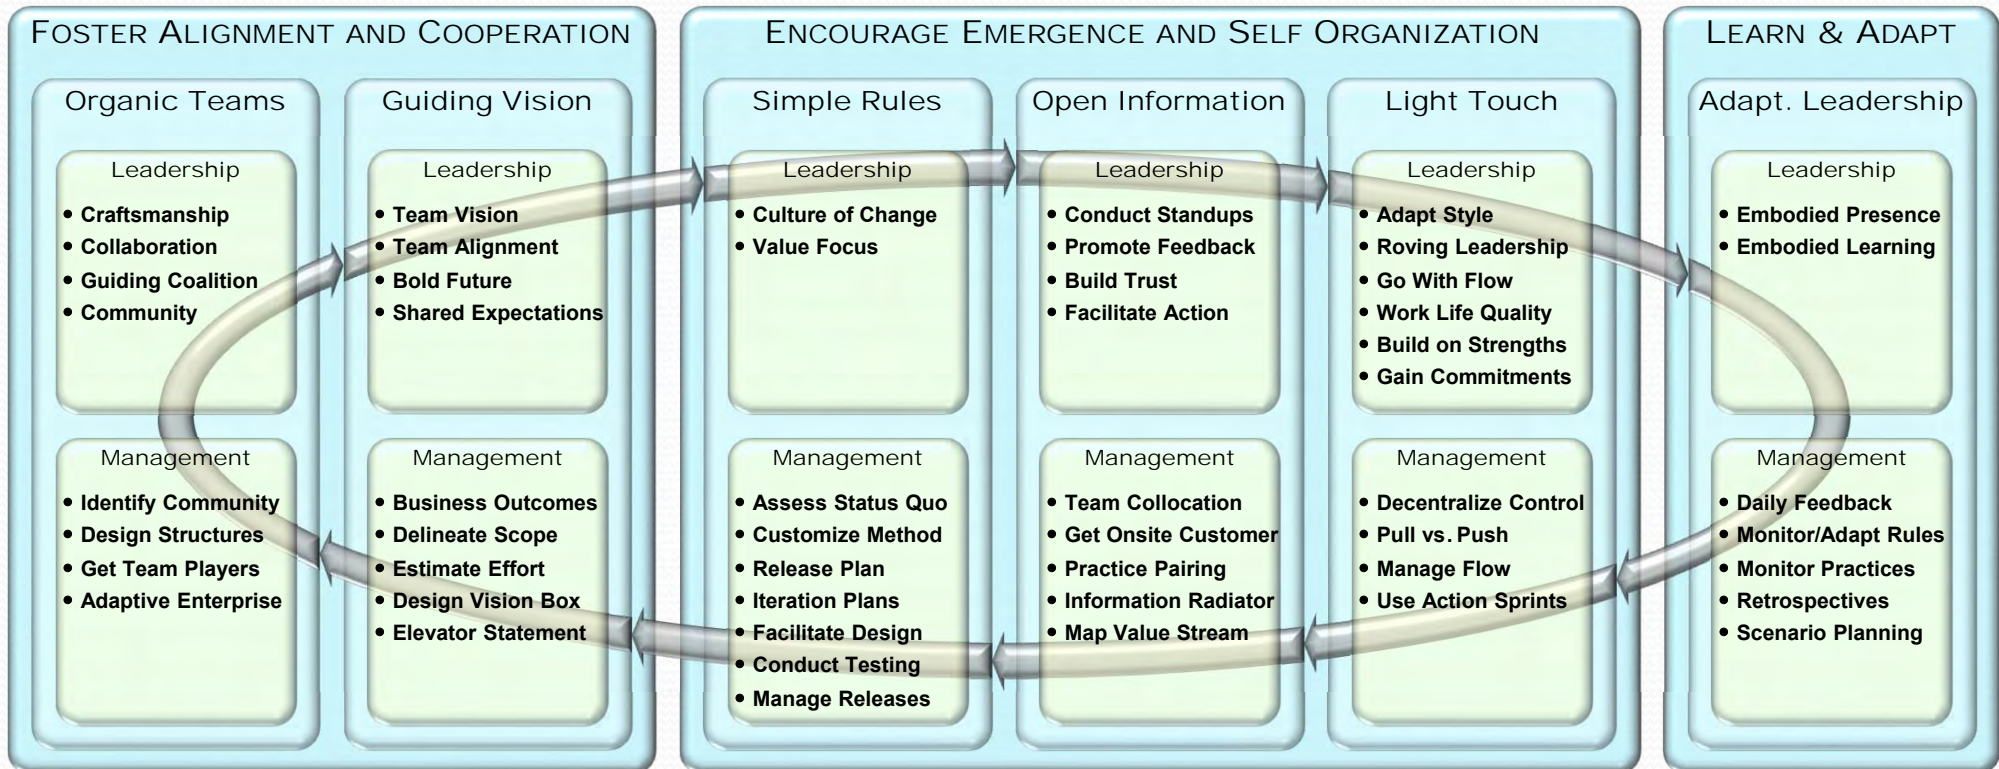 FOSTER ALIGNMENT AND COOPERATION
Organic Teams
Leadership
• Craftsmanship
• Collaboration
• Guiding Coalition
• Community
Management
• Identify Community
• Design Structures
• Get Team Players
• Adaptive Enterprise
Guiding Vision
Leadership
• Team Vision
• Team Alignment
• Bold Future
• Shared Expectations
Management
• Business Outcomes
• Delineate Scope
• Estimate Effort
• Design Vision Box
• Elevator Statement
ENCOURAGE EMERGENCE AND SELF ORGANIZATION
Simple Rules
Leadership
• Culture of Change
• Value Focus
Management
• Assess Status Quo
• Customize Method
• Release Plan
• Iteration Plans
• Facilitate Design
• Conduct Testing
• Manage Releases
Open Information
Leadership
• Conduct Standups
• Promote Feedback
• Build Trust
• Facilitate Action
Management
• Team Collocation
• Get Onsite Customer
• Practice Pairing
• Information Radiator
• Map Value Stream
Light Touch
Leadership
• Adapt Style
• Roving Leadership
• Go With Flow
• Work Life Quality
• Build on Strengths
• Gain Commitments
Management
• Decentralize Control
• Pull vs. Push
• Manage Flow
• Use Action Sprints
LEARN & ADAPT
Adapt. Leadership
Leadership
• Embodied Presence
• Embodied Learning
Management
• Daily Feedback
• Monitor/Adapt Rules
• Monitor Practices
• Retrospectives
• Scenario Planning